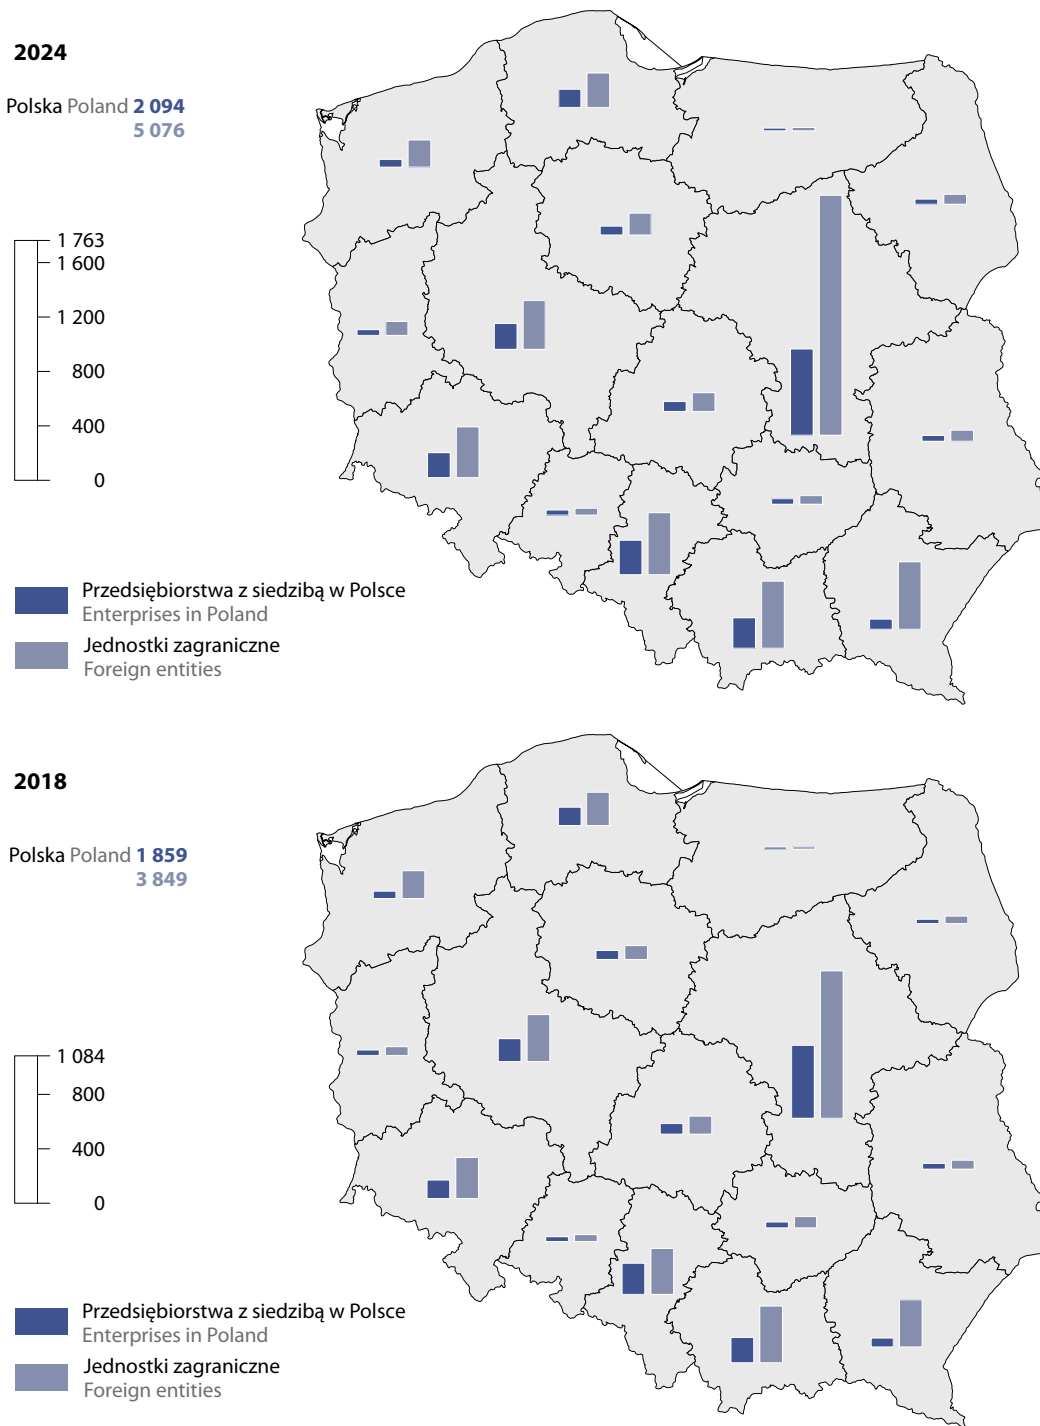 2024
Polska Poland 2 094
5 076
1 763
1 600
1 200
800
400
0
Przedsiębiorstwa z siedzibą w Polsce
Enterprises in Poland
Jednostki zagraniczne
Foreign entities
2018
Polska Poland 1 859
3 849
1 084
800
400
0
Przedsiębiorstwa z siedzibą w Polsce
Enterprises in Poland
Jednostki zagraniczne
Foreign entities